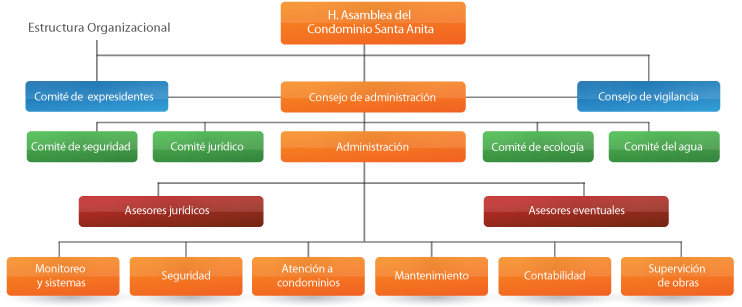 Estructura Organizacional
H. Asamblea del
Condominio Santa Anita
Comité de expresidentes
Consejo de administración
Consejo de vigilancia
Comité de seguridad
Comité jurídico
Administración
Comité de ecología
Comité del agua
Asesores jurídicos
Asesores eventuales
Monitoreo
y sistemas
Seguridad
Atención a
condominios
Mantenimiento
Contabilidad
Supervición
de obras